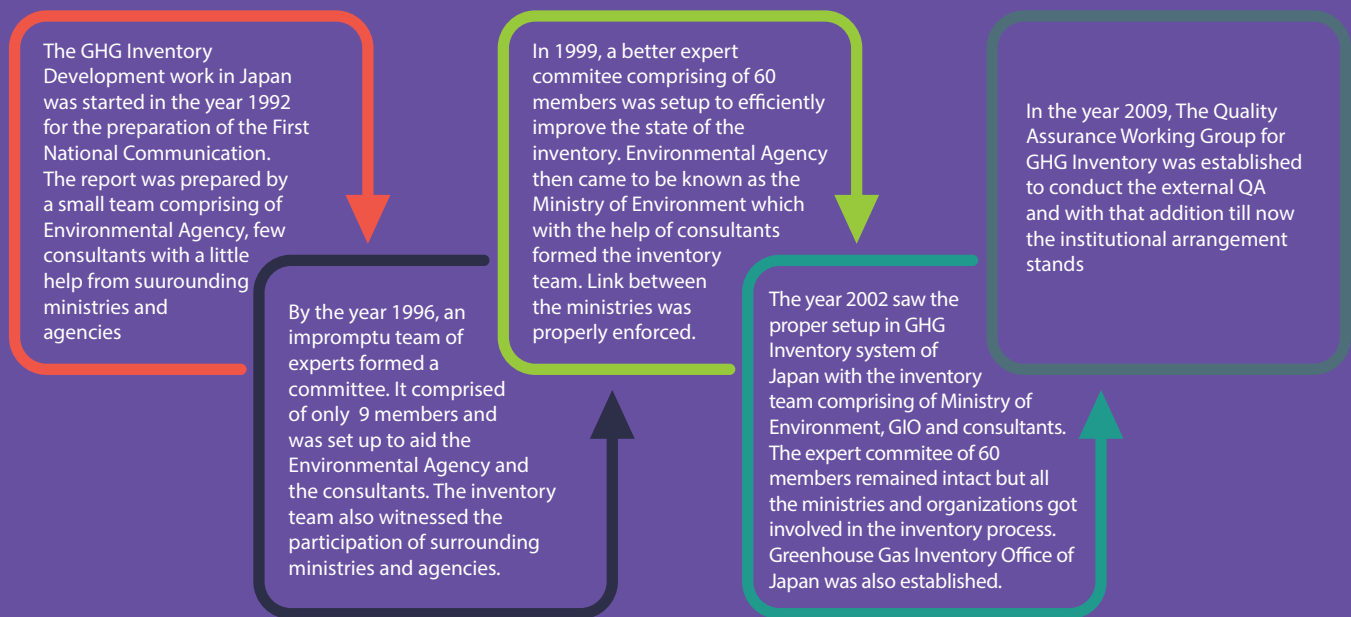 The GHG Inventory
Development work in Japan
was started in the year 1992
for the preparation of the First
National Communication.
The report was prepared by
a small team comprising of
Environmental Agency, few
consultants with a little
help from suurounding
ministries and
agencies
By the year 1996, an
impromptu team of
experts formed a
committee. It comprised
of only 9 members and
was set up to aid the
Environmental Agency and
the consultants. The inventory
team also witnessed the
participation of surrounding
ministries and agencies.
In 1999, a better expert
commitee comprising of 60
members was setup to efficiently
improve the state of the
inventory. Environmental Agency
then came to be known as the
Ministry of Environment which
with the help of consultants
formed the inventory
team. Link between
the ministries was
properly enforced.
The year 2002 saw the
proper setup in GHG
Inventory system of
Japan with the inventory
team comprising of Ministry of
Environment, GIO and consultants.
The expert commitee of 60
members remained intact but all
the ministries and organizations got
involved in the inventory process.
Greenhouse Gas Inventory Office of
Japan was also established.
In the year 2009, The Quality
Assurance Working Group for
GHG Inventory was established
to conduct the external QA
and with that addition till now
the institutional arrangement
stands